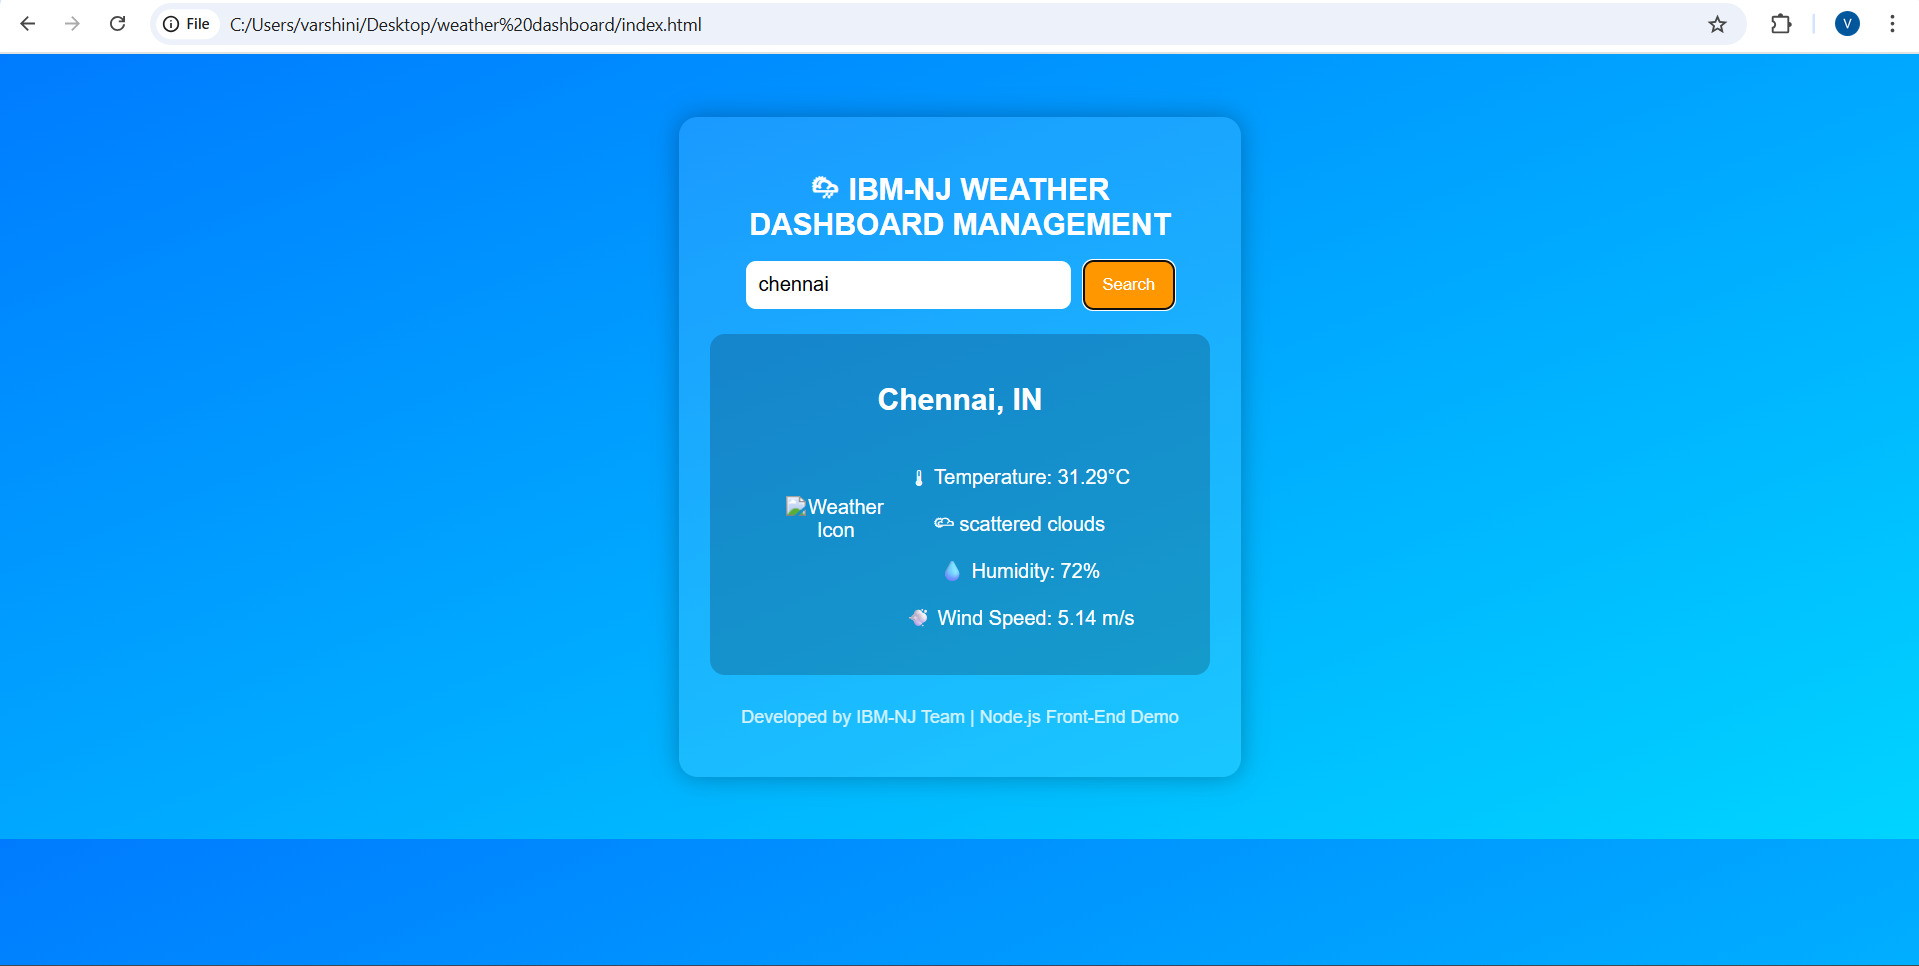 File C:/Users/varshini/Desktop/weather%20dashboard/index.html
V
🌦 IBM-NJ WEATHER
DASHBOARD MANAGEMENT
chennai
Search
Chennai, IN
Weather
Icon
🌡 Temperature: 31.29°C
🌥 scattered clouds
💧 Humidity: 72%
🌬 Wind Speed: 5.14 m/s
Developed by IBM-NJ Team | Node.js Front-End Demo